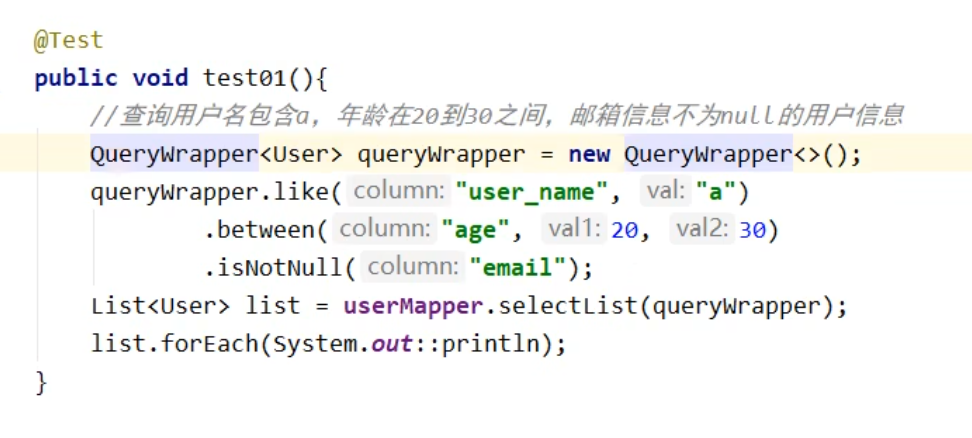 @Test
public void test01(){
//查询用户名包含a，年龄在20到30之间，邮箱信息不为null的用户信息
QueryWrapper<User> queryWrapper = new QueryWrapper<>();
queryWrapper.like( column: "user_name", val: "a")
.between( column: "age", val1: 20, val2: 30)
.isNotNull( column: "email");
List<User> list = userMapper.selectList(queryWrapper);
list.forEach(System.out::println);
}